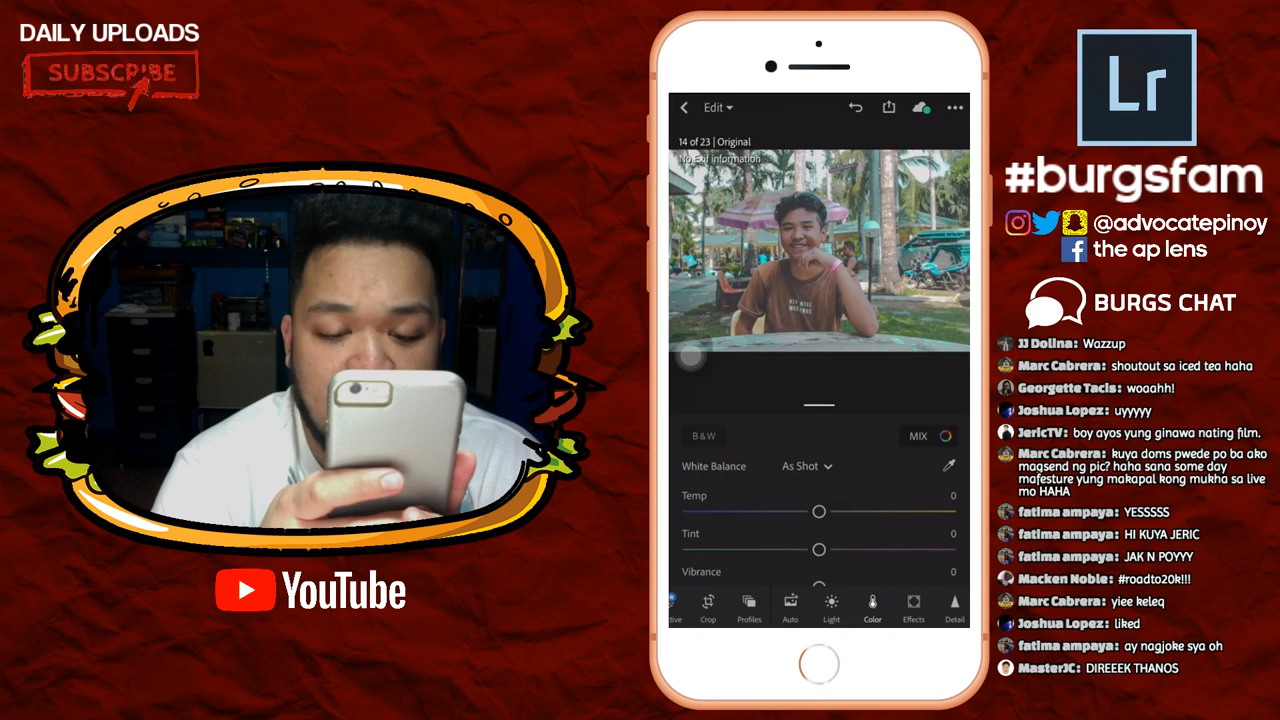 DAILY UPLOADS
SUBSCRIBE
YouTube
Edit
14 of 23 | Original
No Exif information
B&W
MIX
White Balance
As Shot
Temp
0
Tint
0
Vibrance
0
Crop
Profiles
Auto
Light
Color
Effects
Detail
Lr
#burgsfam
@advocatepinoy
the ap lens
BURGS CHAT
JJ Dolina: Wazzup
Marc Cabrera: shoutout sa iced tea haha
Georgette Tacis: woaahh!
Joshua Lopez: uyyyyy
JericTV: boy ayos yung ginawa nating film.
Marc Cabrera: kuya doms pwede po ba ako
magsend ng pic? haha sana some day
mafesture yung makapal kong mukha sa live
mo HAHA
fatima ampaya: YESSSSS
fatima ampaya: HI KUYA JERIC
fatima ampaya: JAK N POYYY
Macken Noble: #roadto20k!!!
Marc Cabrera: yiee keleq
Joshua Lopez: liked
fatima ampaya: ay nagjoke sya oh
MasterJC: DIREEEK THANOS